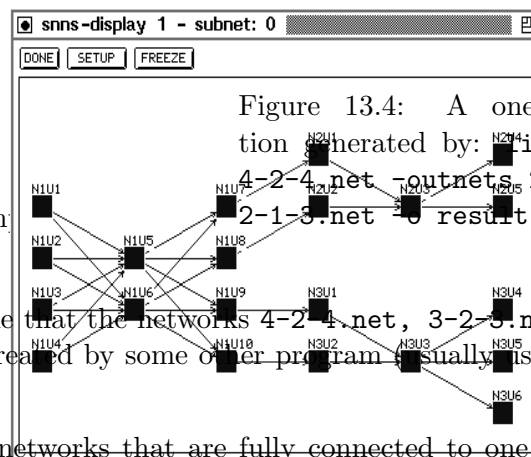 snns-display 1 - subnet: 0
DONE SETUP FREEZE
Figure 13.4: A one
N2U1 N2U4
tion generated by:
N1U1 N1U7 4-2-4.net -outnets
N2U2 N2U3 N2U5
2-1-3.net -o result
N1U2 N1U5 N1U8
N1U3 N1U6 N1U9 N3U1 N3U4
e that the networks 4-2-4.net, 3-2-3.n
N1U4 N1U10 N3U2 N3U3 N3U5
reated by some other program (usually us
N3U6
networks that are fully connected to one